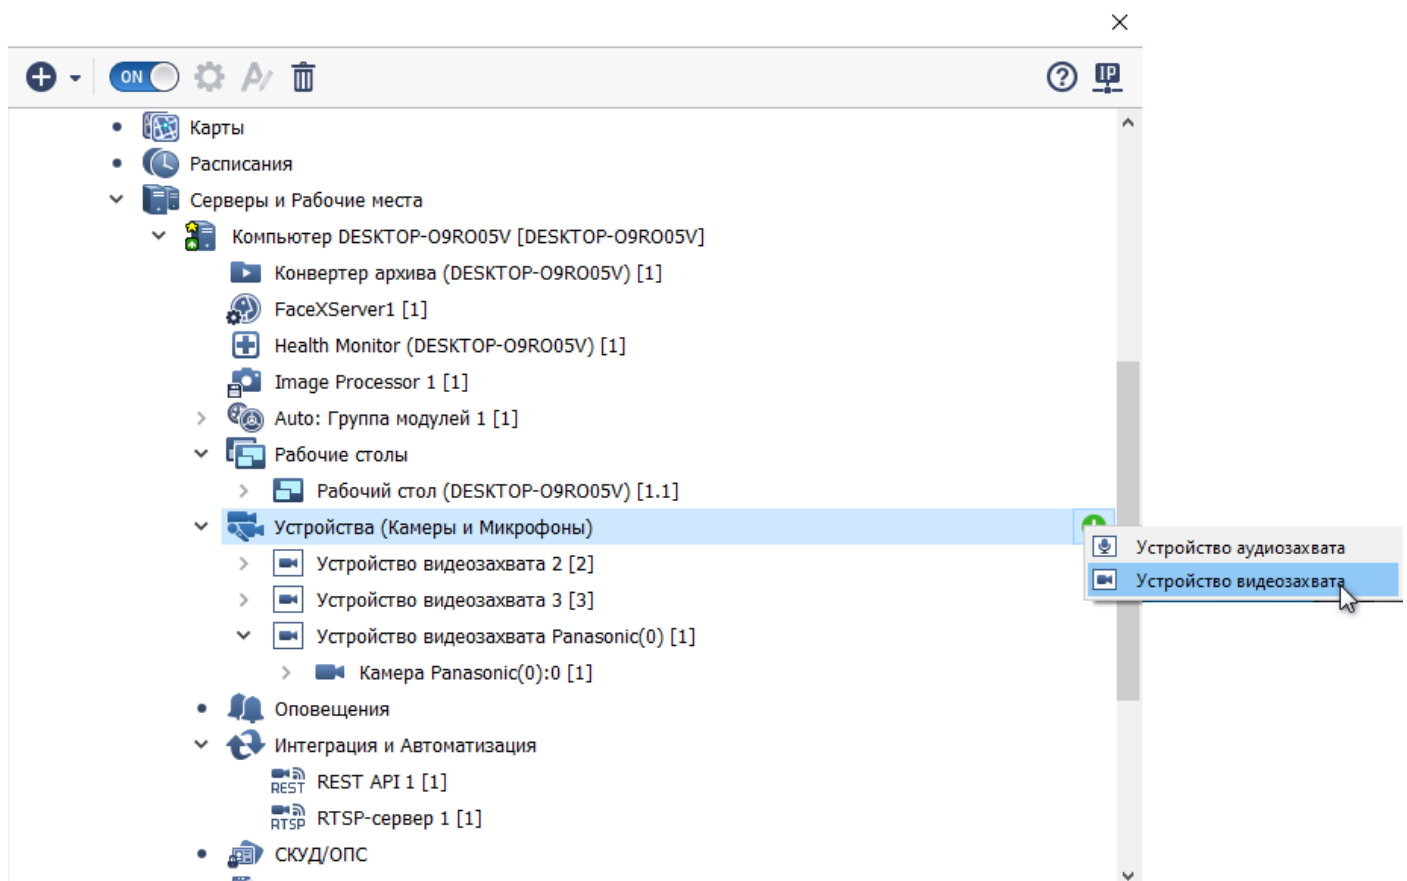 ON
IP
Карты
Расписания
Серверы и Рабочие места
Компьютер DESKTOP-O9RO05V [DESKTOP-O9RO05V]
Конвертер архива (DESKTOP-O9RO05V) [1]
FaceXServer1 [1]
Health Monitor (DESKTOP-O9RO05V) [1]
Image Processor 1 [1]
Auto: Группа модулей 1 [1]
Рабочие столы
Рабочий стол (DESKTOP-O9RO05V) [1.1]
Устройства (Камеры и Микрофоны)
Устройство аудиозахвата
Устройство видеозахвата
Устройство видеозахвата 2 [2]
Устройство видеозахвата 3 [3]
Устройство видеозахвата Panasonic(0) [1]
Камера Panasonic(0):0 [1]
Оповещения
Интеграция и Автоматизация
REST REST API 1 [1]
RTSP RTSP-сервер 1 [1]
СКУД/ОПС